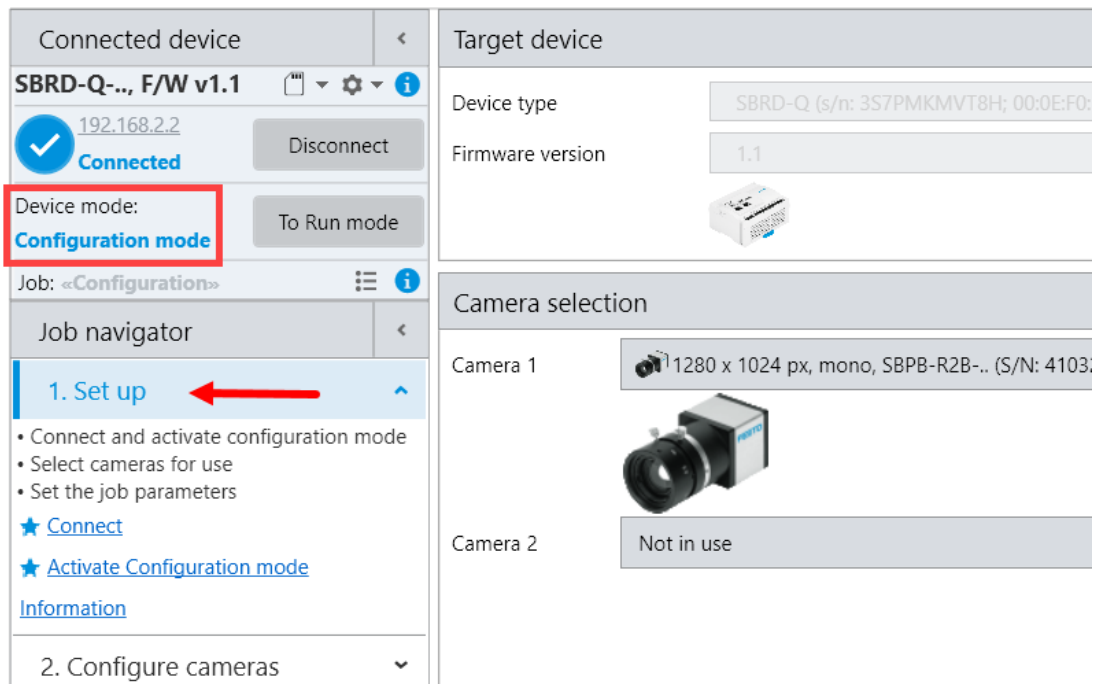 Connected device
SBRD-Q-.., F/W v1.1
192.168.2.2
Connected
Disconnect
Device mode:
Configuration mode
To Run mode
Job: «Configuration»
Job navigator
1. Set up
• Connect and activate configuration mode
• Select cameras for use
• Set the job parameters
Connect
Activate Configuration mode
Information
2. Configure cameras
Target device
Device type
SBRD-Q (s/n: 3S7PMKMVT8H; 00:0E:F0:
Firmware version
1.1
Camera selection
Camera 1
1280 x 1024 px, mono, SBPB-R2B-.. (S/N: 4103
FESTO
Camera 2
Not in use